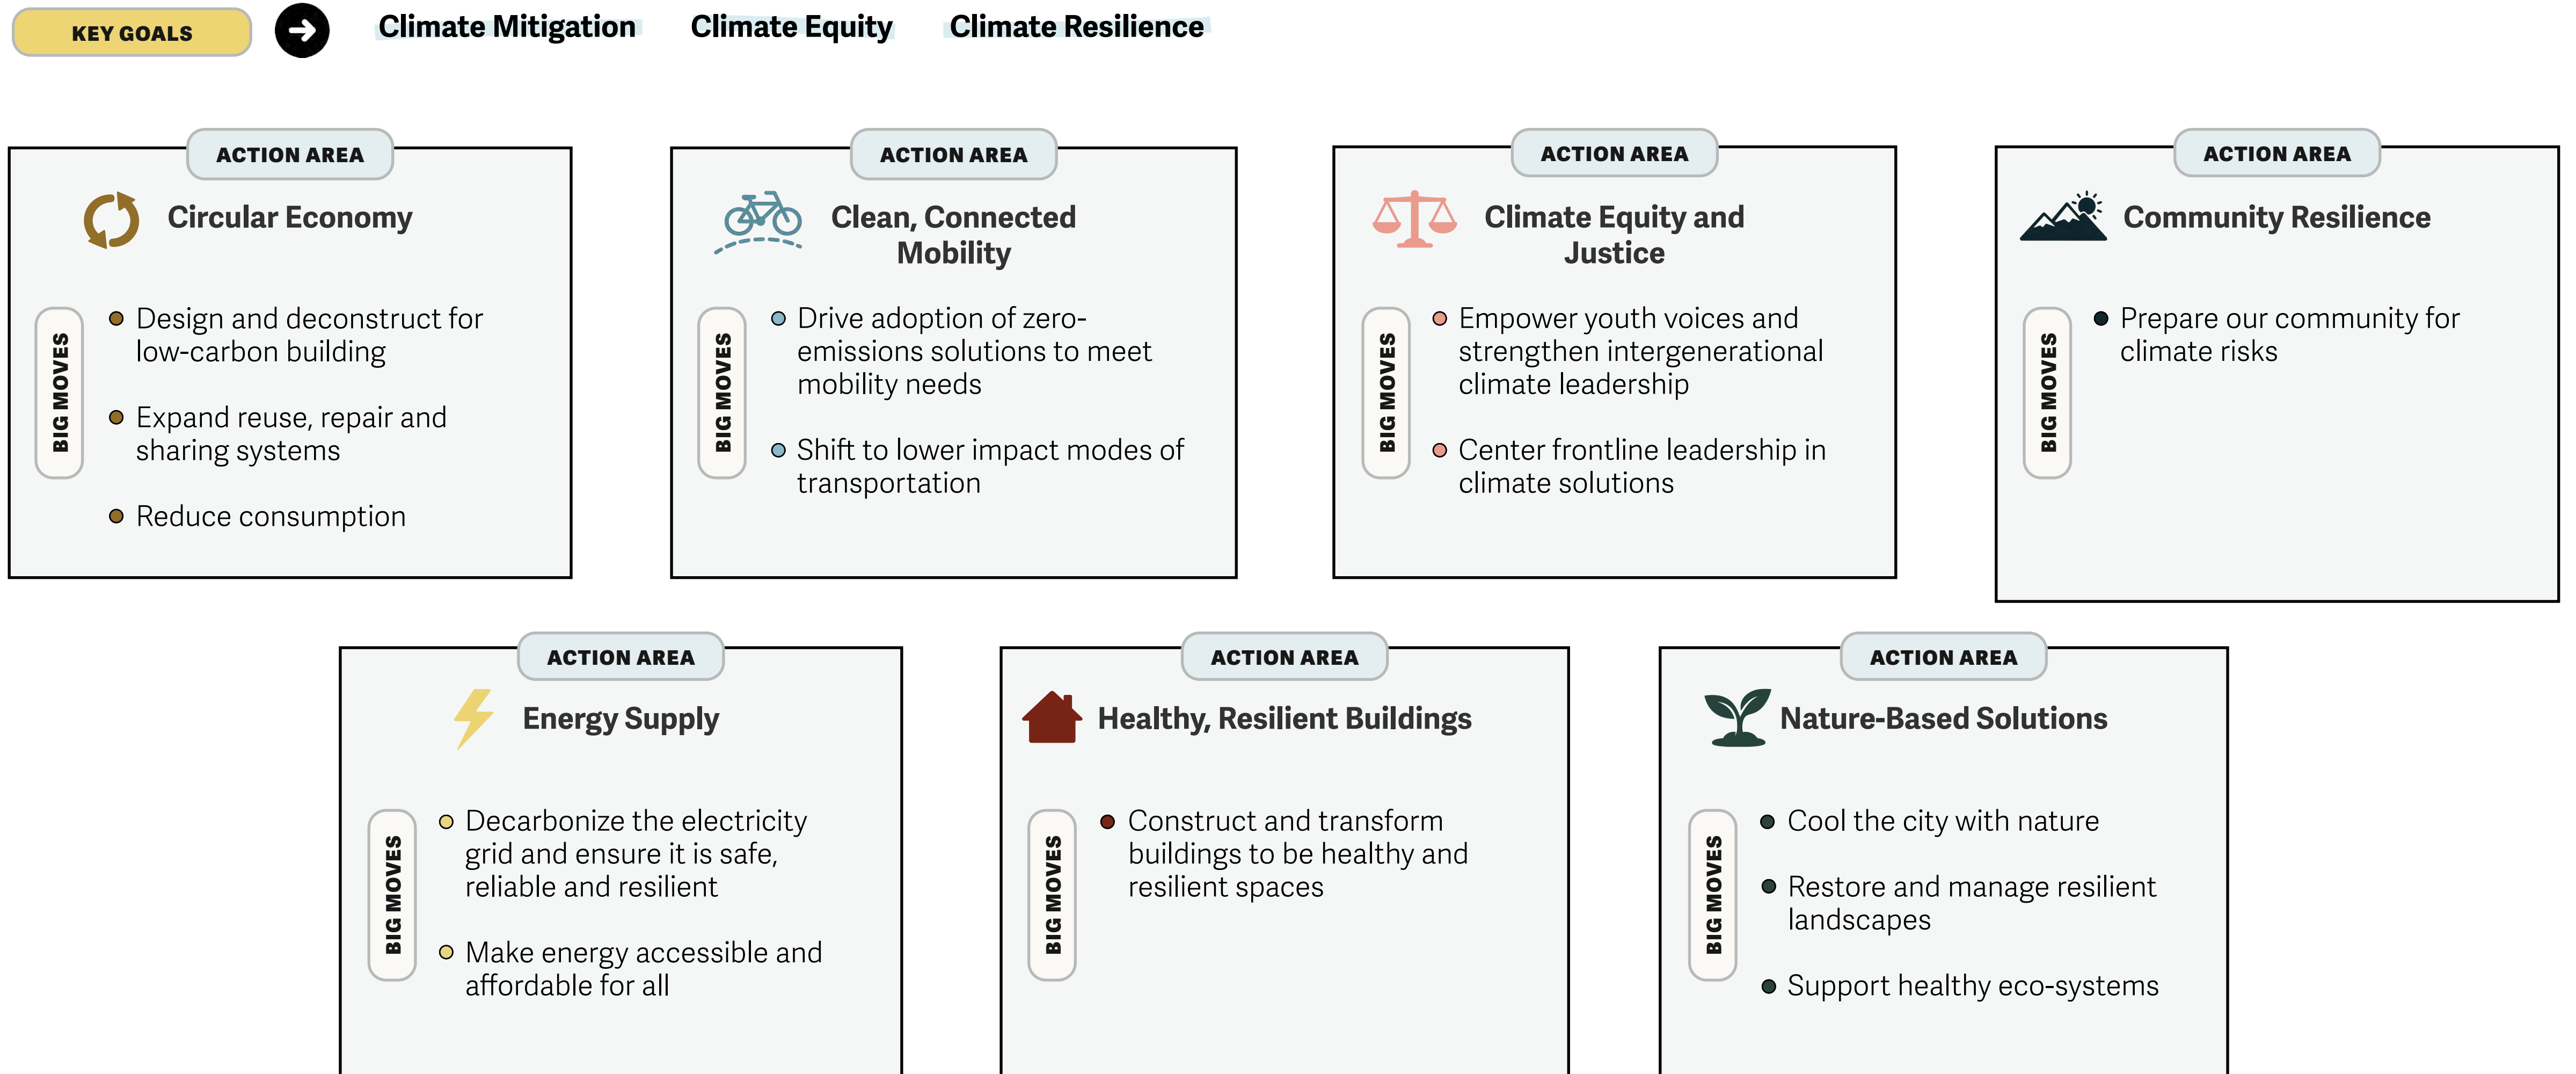 KEY GOALS
Climate Mitigation
Climate Equity
Climate Resilience
ACTION AREA
Circular Economy
BIG MOVES
Design and deconstruct for
low-carbon building
Expand reuse, repair and
sharing systems
Reduce consumption
ACTION AREA
Clean, Connected
Mobility
BIG MOVES
Drive adoption of zero-
emissions solutions to meet
mobility needs
Shift to lower impact modes of
transportation
ACTION AREA
Climate Equity and
Justice
BIG MOVES
Empower youth voices and
strengthen intergenerational
climate leadership
Center frontline leadership in
climate solutions
ACTION AREA
Community Resilience
BIG MOVES
Prepare our community for
climate risks
ACTION AREA
Energy Supply
BIG MOVES
Decarbonize the electricity
grid and ensure it is safe,
reliable and resilient
Make energy accessible and
affordable for all
ACTION AREA
Healthy, Resilient Buildings
BIG MOVES
Construct and transform
buildings to be healthy and
resilient spaces
ACTION AREA
Nature-Based Solutions
BIG MOVES
Cool the city with nature
Restore and manage resilient
landscapes
Support healthy eco-systems